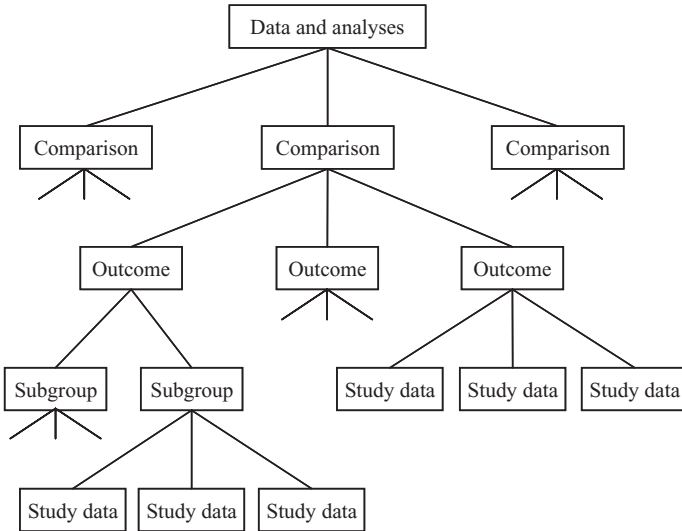 Data and analyses
Comparison
Comparison
Comparison
Outcome
Outcome
Outcome
Subgroup
Subgroup
Study data
Study data
Study data
Study data
Study data
Study data